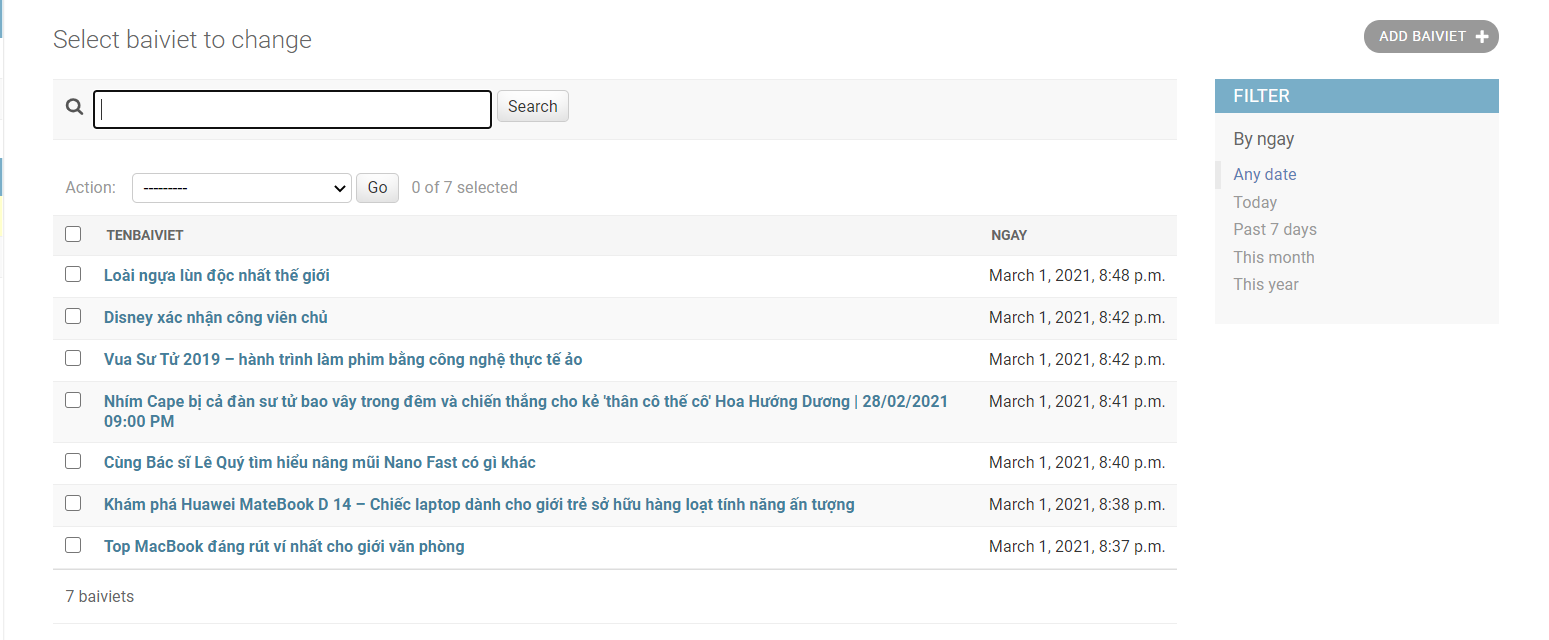 Select baiviet to change
ADD BAIVIET
Search
Action:
---------
Go
0 of 7 selected
TENBAIVIET
NGAY
Loài ngựa lùn độc nhất thế giới
March 1, 2021, 8:48 p.m.
Disney xác nhận công viên chủ
March 1, 2021, 8:42 p.m.
Vua Sư Tử 2019 – hành trình làm phim bằng công nghệ thực tế ảo
March 1, 2021, 8:42 p.m.
Nhím Cape bị cả đàn sư tử bao vây trong đêm và chiến thắng cho kẻ 'thân cô thế cô' Hoa Hướng Dương | 28/02/2021
09:00 PM
March 1, 2021, 8:41 p.m.
Cùng Bác sĩ Lê Quý tìm hiểu nâng mũi Nano Fast có gì khác
March 1, 2021, 8:40 p.m.
Khám phá Huawei MateBook D 14 – Chiếc laptop dành cho giới trẻ sở hữu hàng loạt tính năng ấn tượng
March 1, 2021, 8:38 p.m.
Top MacBook đáng rút ví nhất cho giới văn phòng
March 1, 2021, 8:37 p.m.
7 baiviets
FILTER
By ngay
Any date
Today
Past 7 days
This month
This year